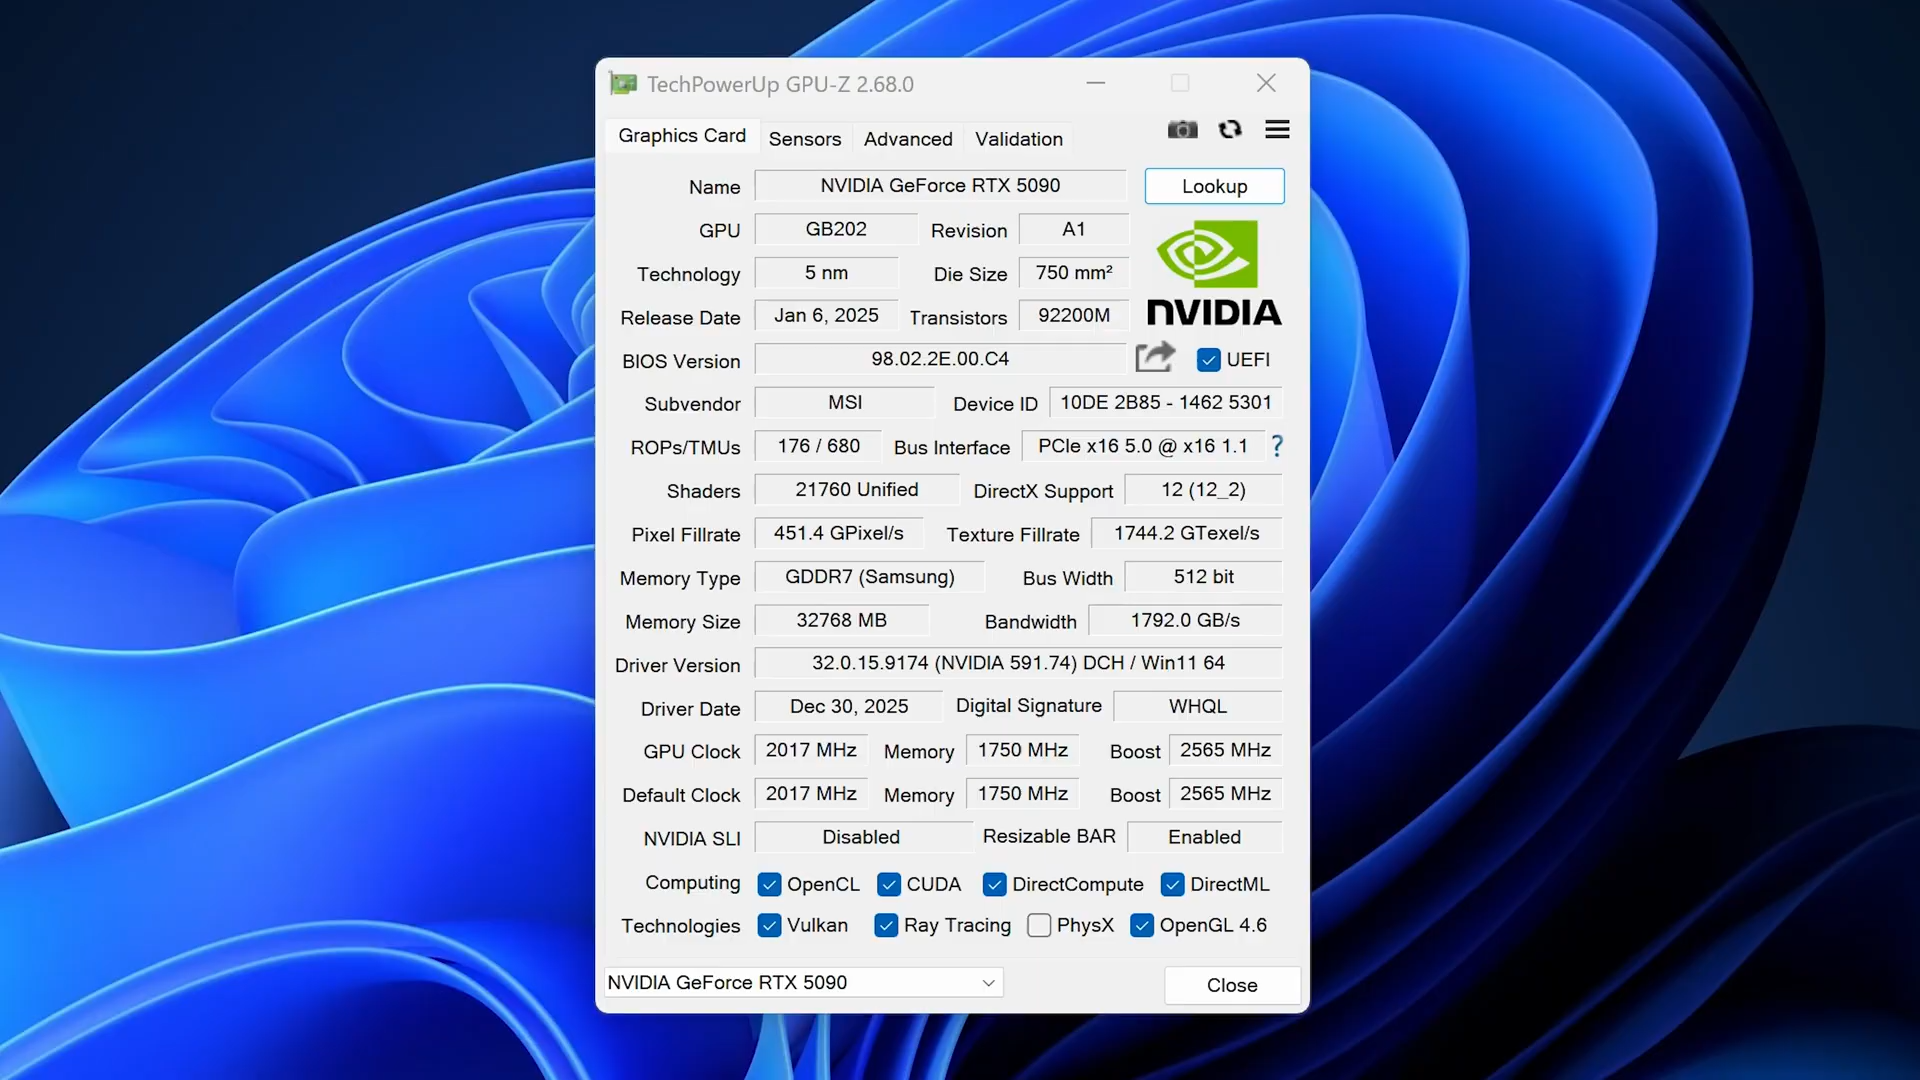 TechPowerUp GPU-Z 2.68.0
Graphics Card Sensors Advanced Validation
Name NVIDIA GeForce RTX 5090 Lookup
GPU GB202 Revision A1
Technology 5 nm Die Size 750 mm²
Release Date Jan 6, 2025 Transistors 92200M
NVIDIA
BIOS Version 98.02.2E.00.C4 UEFI
Subvendor MSI Device ID 10DE 2B85 - 1462 5301
ROPs/TMUs 176 / 680 Bus Interface PCIe x16 5.0 @ x16 1.1 ?
Shaders 21760 Unified DirectX Support 12 (12_2)
Pixel Fillrate 451.4 GPixel/s Texture Fillrate 1744.2 GTexel/s
Memory Type GDDR7 (Samsung) Bus Width 512 bit
Memory Size 32768 MB Bandwidth 1792.0 GB/s
Driver Version 32.0.15.9174 (NVIDIA 591.74) DCH / Win11 64
Driver Date Dec 30, 2025 Digital Signature WHQL
GPU Clock 2017 MHz Memory 1750 MHz Boost 2565 MHz
Default Clock 2017 MHz Memory 1750 MHz Boost 2565 MHz
NVIDIA SLI Disabled Resizable BAR Enabled
Computing OpenCL CUDA DirectCompute DirectML
Technologies Vulkan Ray Tracing PhysX OpenGL 4.6
NVIDIA GeForce RTX 5090 Close